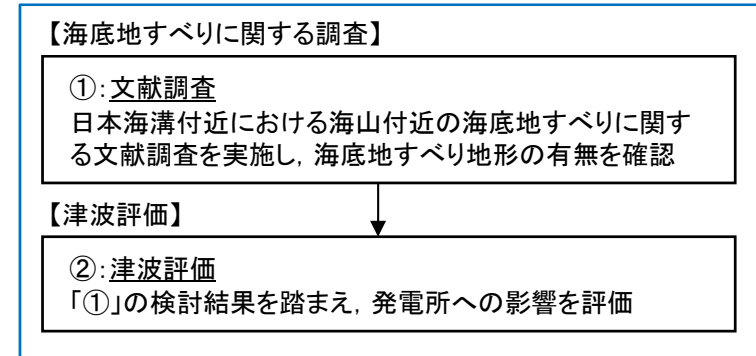 【海底地すべりに関する調査】
①：文献調査
日本海溝付近における海山付近の海底地すべりに関す
る文献調査を実施し，海底地すべり地形の有無を確認
【津波評価】
②：津波評価
「①」の検討結果を踏まえ，発電所への影響を評価